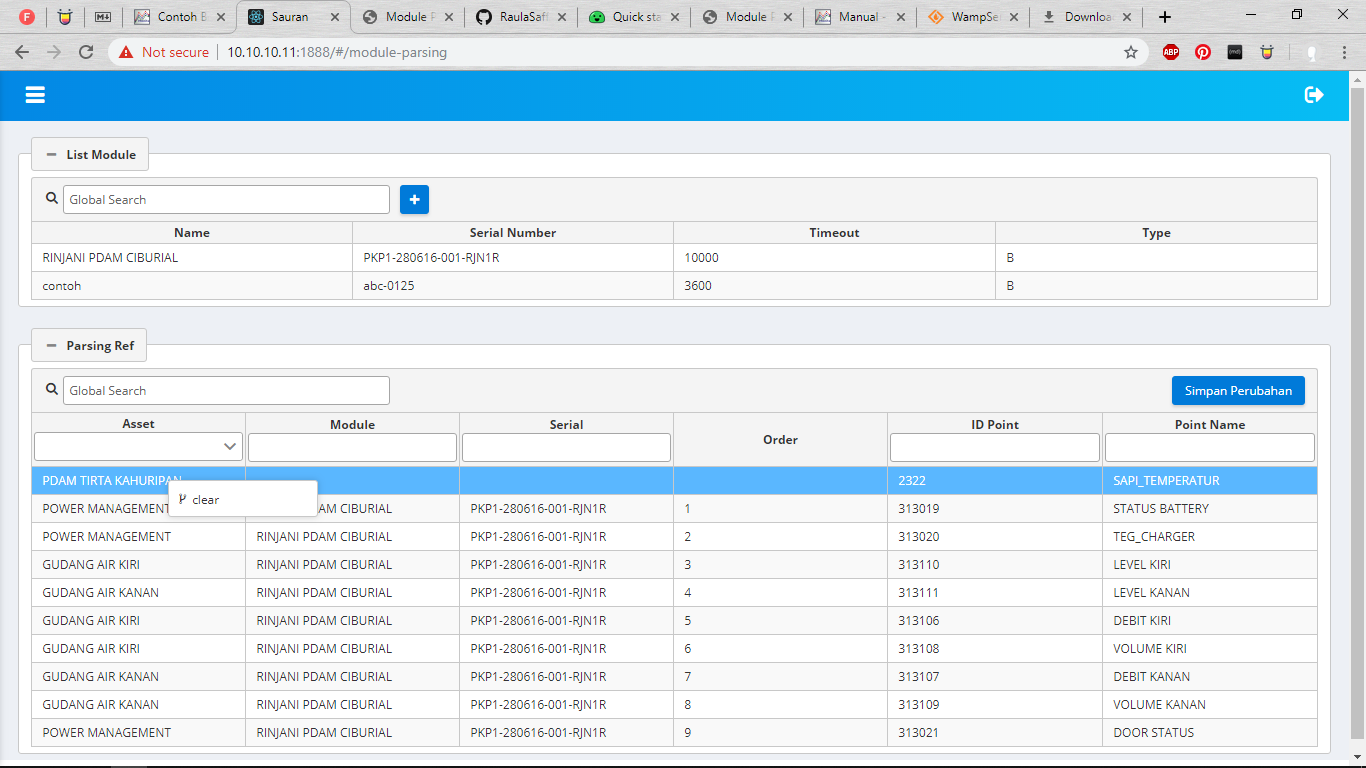 F Contoh B Sauran Module P RaulaSaf Quick sta Module P Manual - WampSe Downloa
Not secure 10.10.10.11:1888/#/module-parsing ABP
List Module
Global Search
Name Serial Number Timeout Type
RINJANI PDAM CIBURIAL PKP1-280616-001-RJN1R 10000 B
contoh abc-0125 3600 B
Parsing Ref
Global Search Simpan Perubahan
Asset Module Serial Order ID Point Point Name
PDAM TIRTA KAHURIPAN 2322 SAPI_TEMPERATUR
clear
POWER MANAGEMENT DAM CIBURIAL PKP1-280616-001-RJN1R 1 313019 STATUS BATTERY
POWER MANAGEMENT RINJANI PDAM CIBURIAL PKP1-280616-001-RJN1R 2 313020 TEG_CHARGER
GUDANG AIR KIRI RINJANI PDAM CIBURIAL PKP1-280616-001-RJN1R 3 313110 LEVEL KIRI
GUDANG AIR KANAN RINJANI PDAM CIBURIAL PKP1-280616-001-RJN1R 4 313111 LEVEL KANAN
GUDANG AIR KIRI RINJANI PDAM CIBURIAL PKP1-280616-001-RJN1R 5 313106 DEBIT KIRI
GUDANG AIR KIRI RINJANI PDAM CIBURIAL PKP1-280616-001-RJN1R 6 313108 VOLUME KIRI
GUDANG AIR KANAN RINJANI PDAM CIBURIAL PKP1-280616-001-RJN1R 7 313107 DEBIT KANAN
GUDANG AIR KANAN RINJANI PDAM CIBURIAL PKP1-280616-001-RJN1R 8 313109 VOLUME KANAN
POWER MANAGEMENT RINJANI PDAM CIBURIAL PKP1-280616-001-RJN1R 9 313021 DOOR STATUS